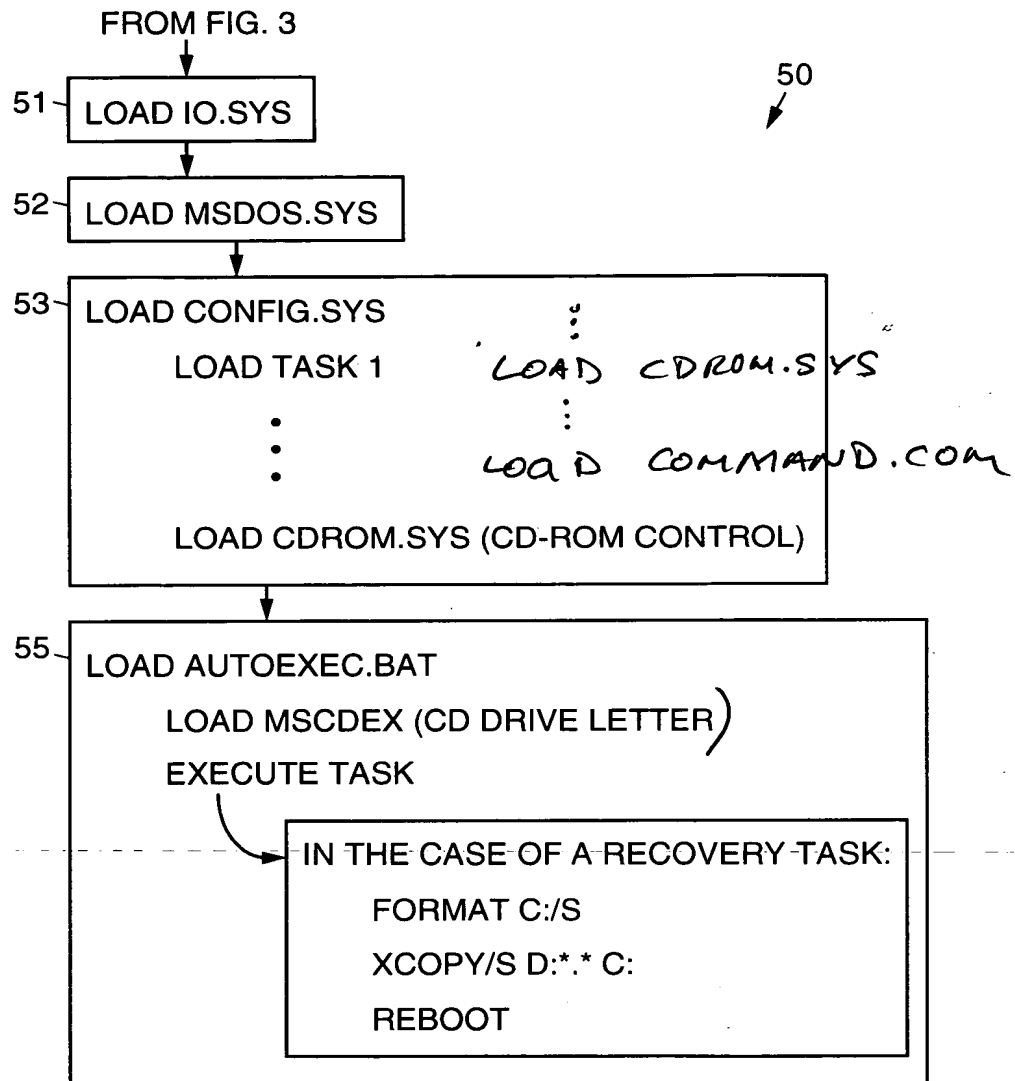 FROM FIG. 3
50
51
LOAD IO.SYS
52
LOAD MSDOS.SYS
53
LOAD CONFIG.SYS
LOAD TASK 1
"LOAD CDROM.SYS"
LOAD COMMAND.COM
LOAD CDROM.SYS (CD-ROM CONTROL)
55
LOAD AUTOEXEC.BAT
LOAD MSCDEX (CD DRIVE LETTER)
EXECUTE TASK
IN THE CASE OF A RECOVERY TASK:
FORMAT C:/S
XCOPY/S D:*.* C:
REBOOT